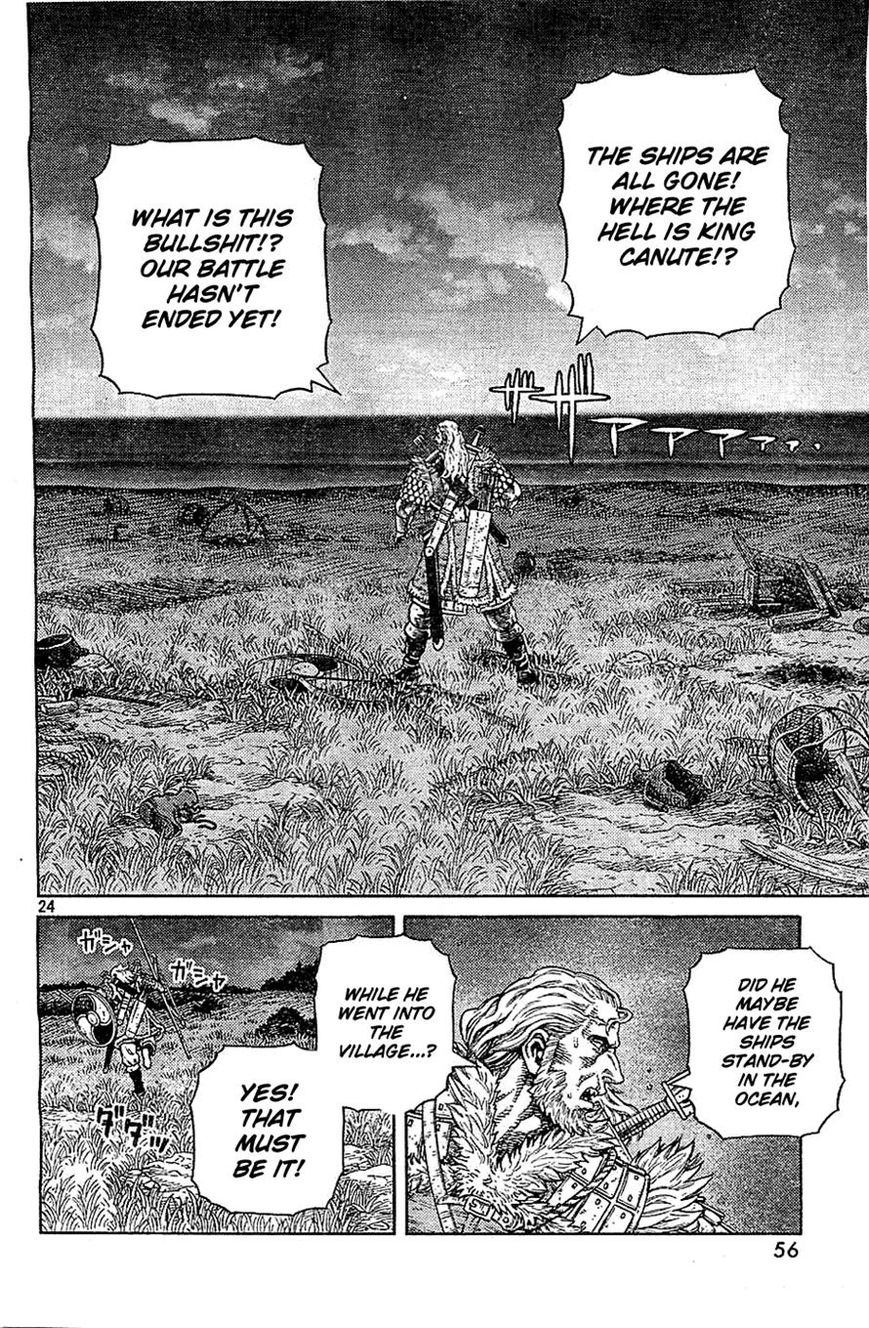 THE SHIPS ARE
ALL GONE!
WHERE THE
HELL IS KING
CANUTE!?
WHAT IS THIS
BULLSHIT!?
OUR BATTLE
HASN'T
ENDED YET!
ザザアアア...
24
DID HE
MAYBE
HAVE THE
SHIPS
STAND-BY
IN THE
OCEAN,
WHILE HE
WENT INTO
THE
VILLAGE...?
YES!
THAT
MUST
BE IT!
ガシャ
ガシャ
ダダッ
56